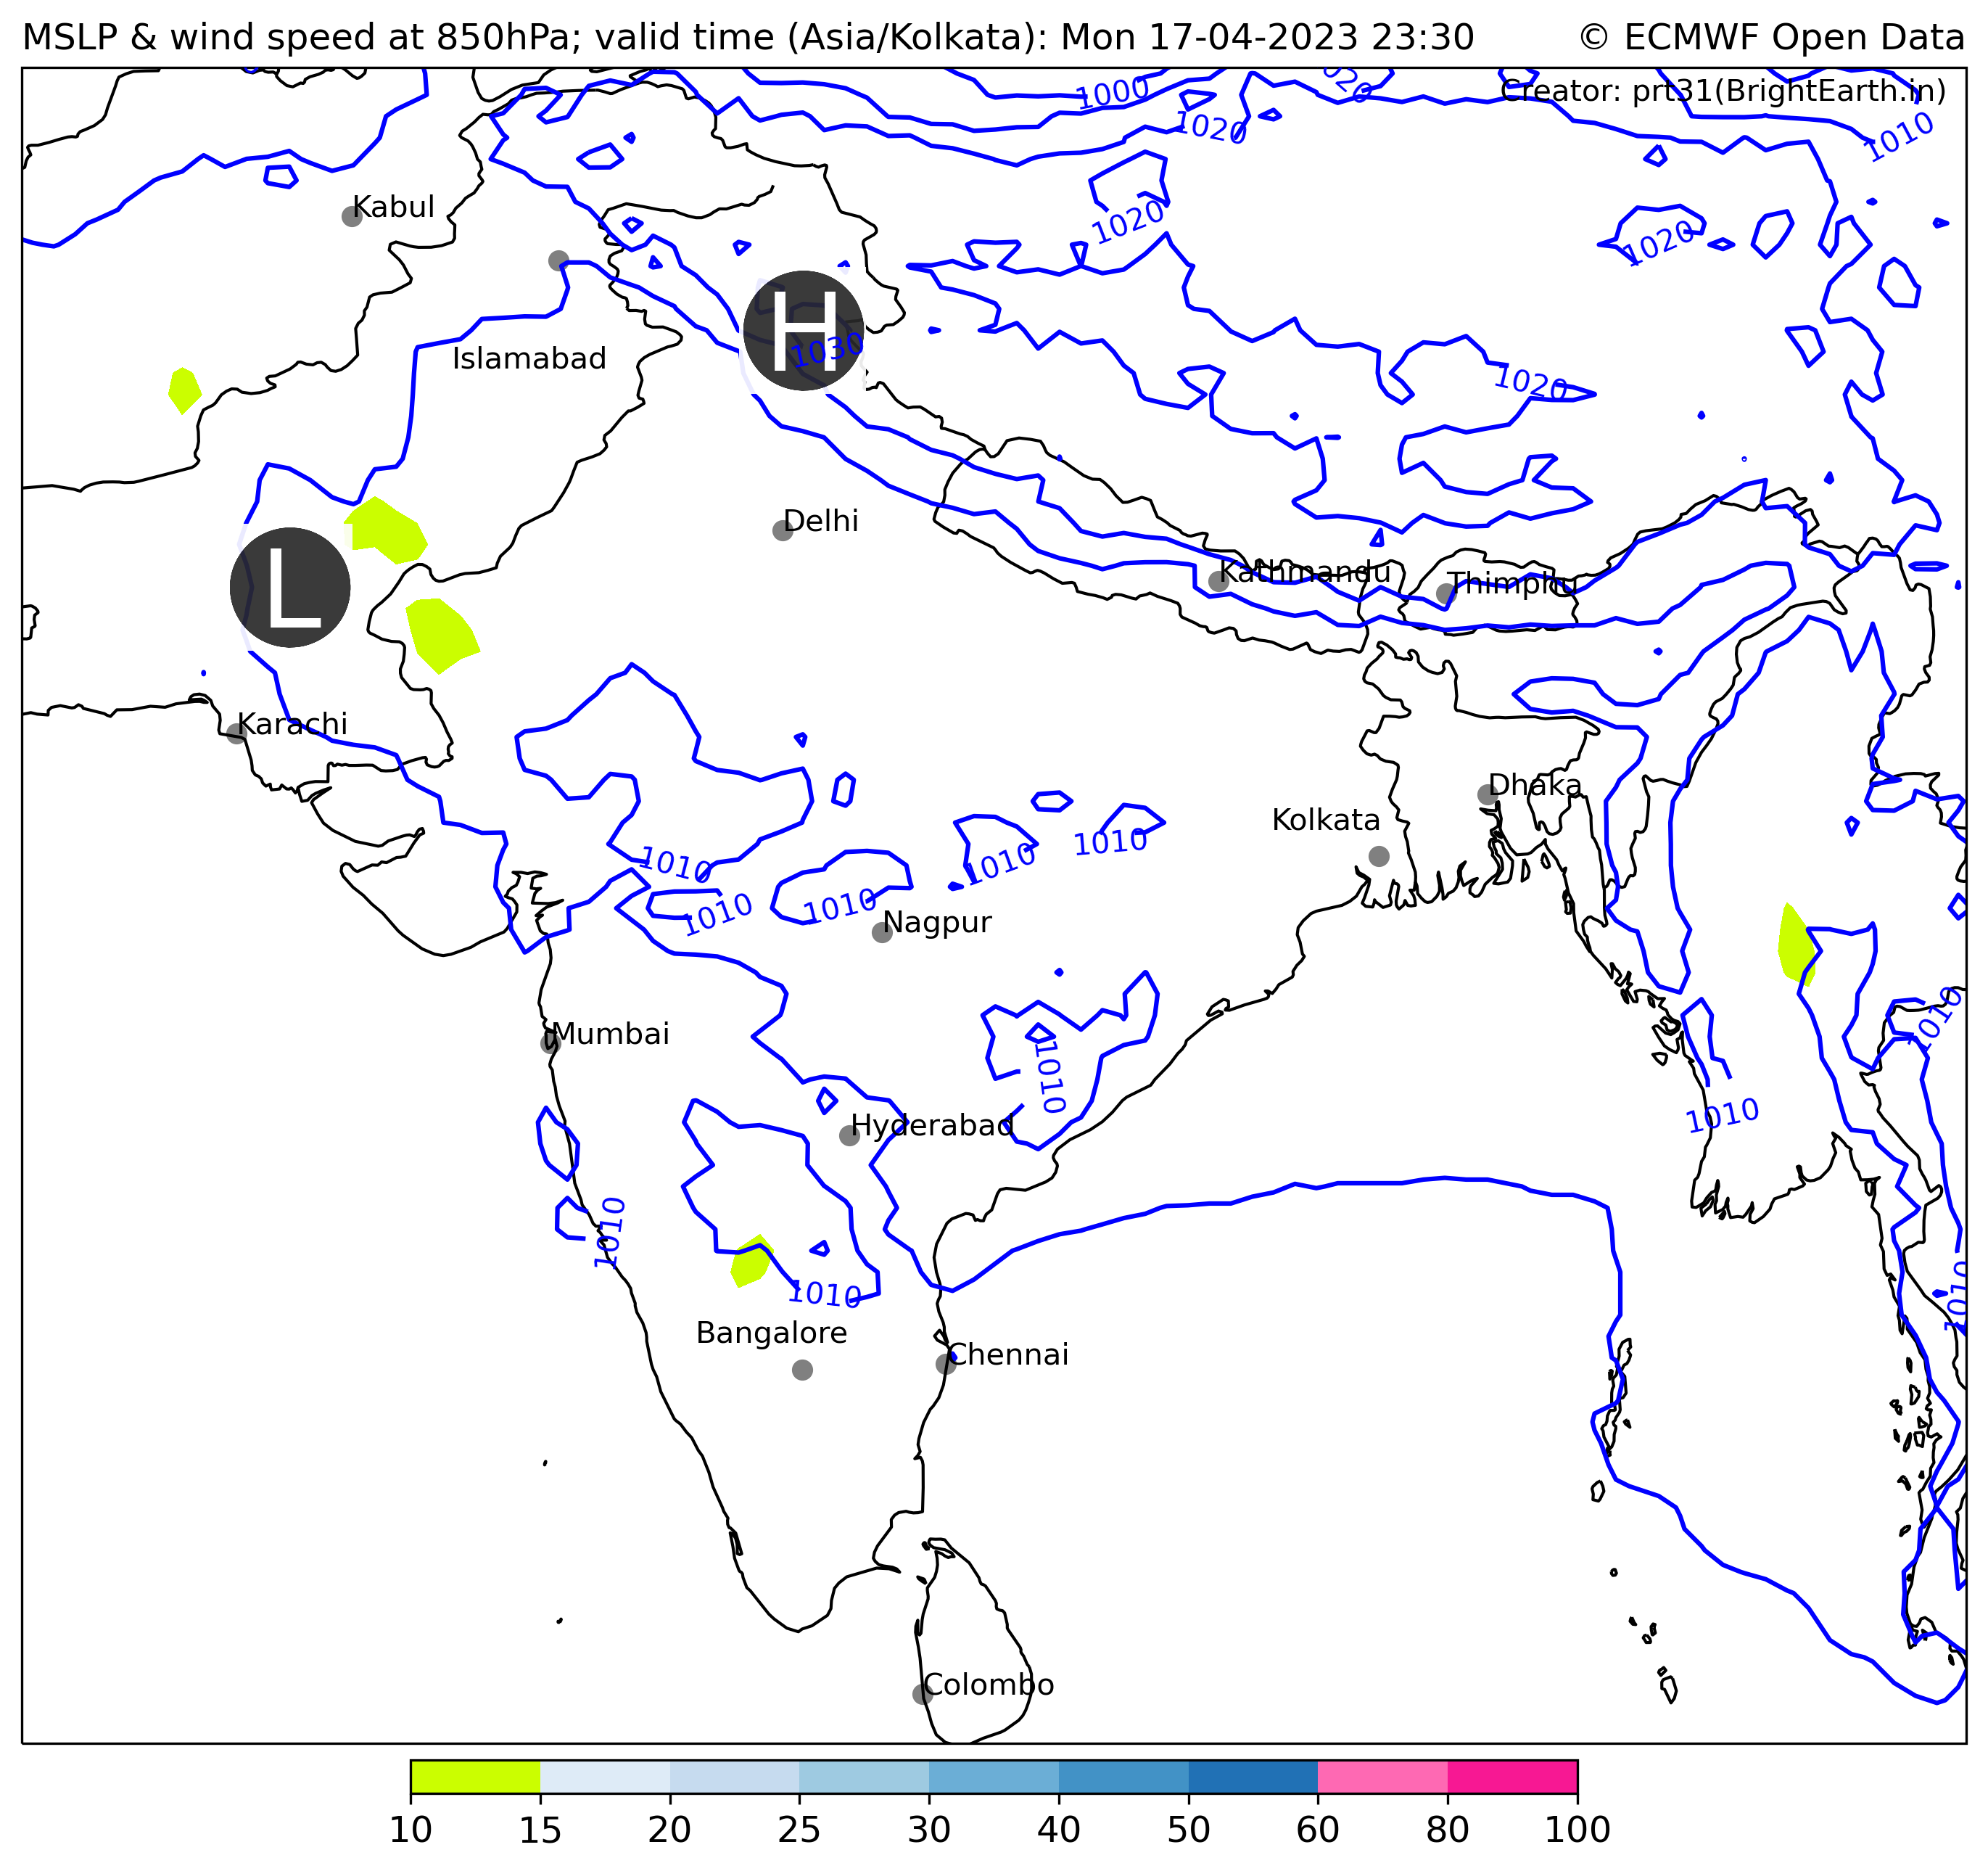 MSLP & wind speed at 850hPa; valid time (Asia/Kolkata): Mon 17-04-2023 23:30
© ECMWF Open Data
Creator: prt31(BrightEarth.in)
1000
1020
1020
1010
Kabul
1020
1020
H
1030
Islamabad
1020
Delhi
L
Kathmandu
Thimphu
Karachi
Dhaka
Kolkata
1010
1010
1010
1010
1010
Nagpur
Mumbai
1010
1010
1010
Hyderabad
1010
1010
1010
Bangalore
Chennai
Colombo
10 15 20 25 30 40 50 60 80 100